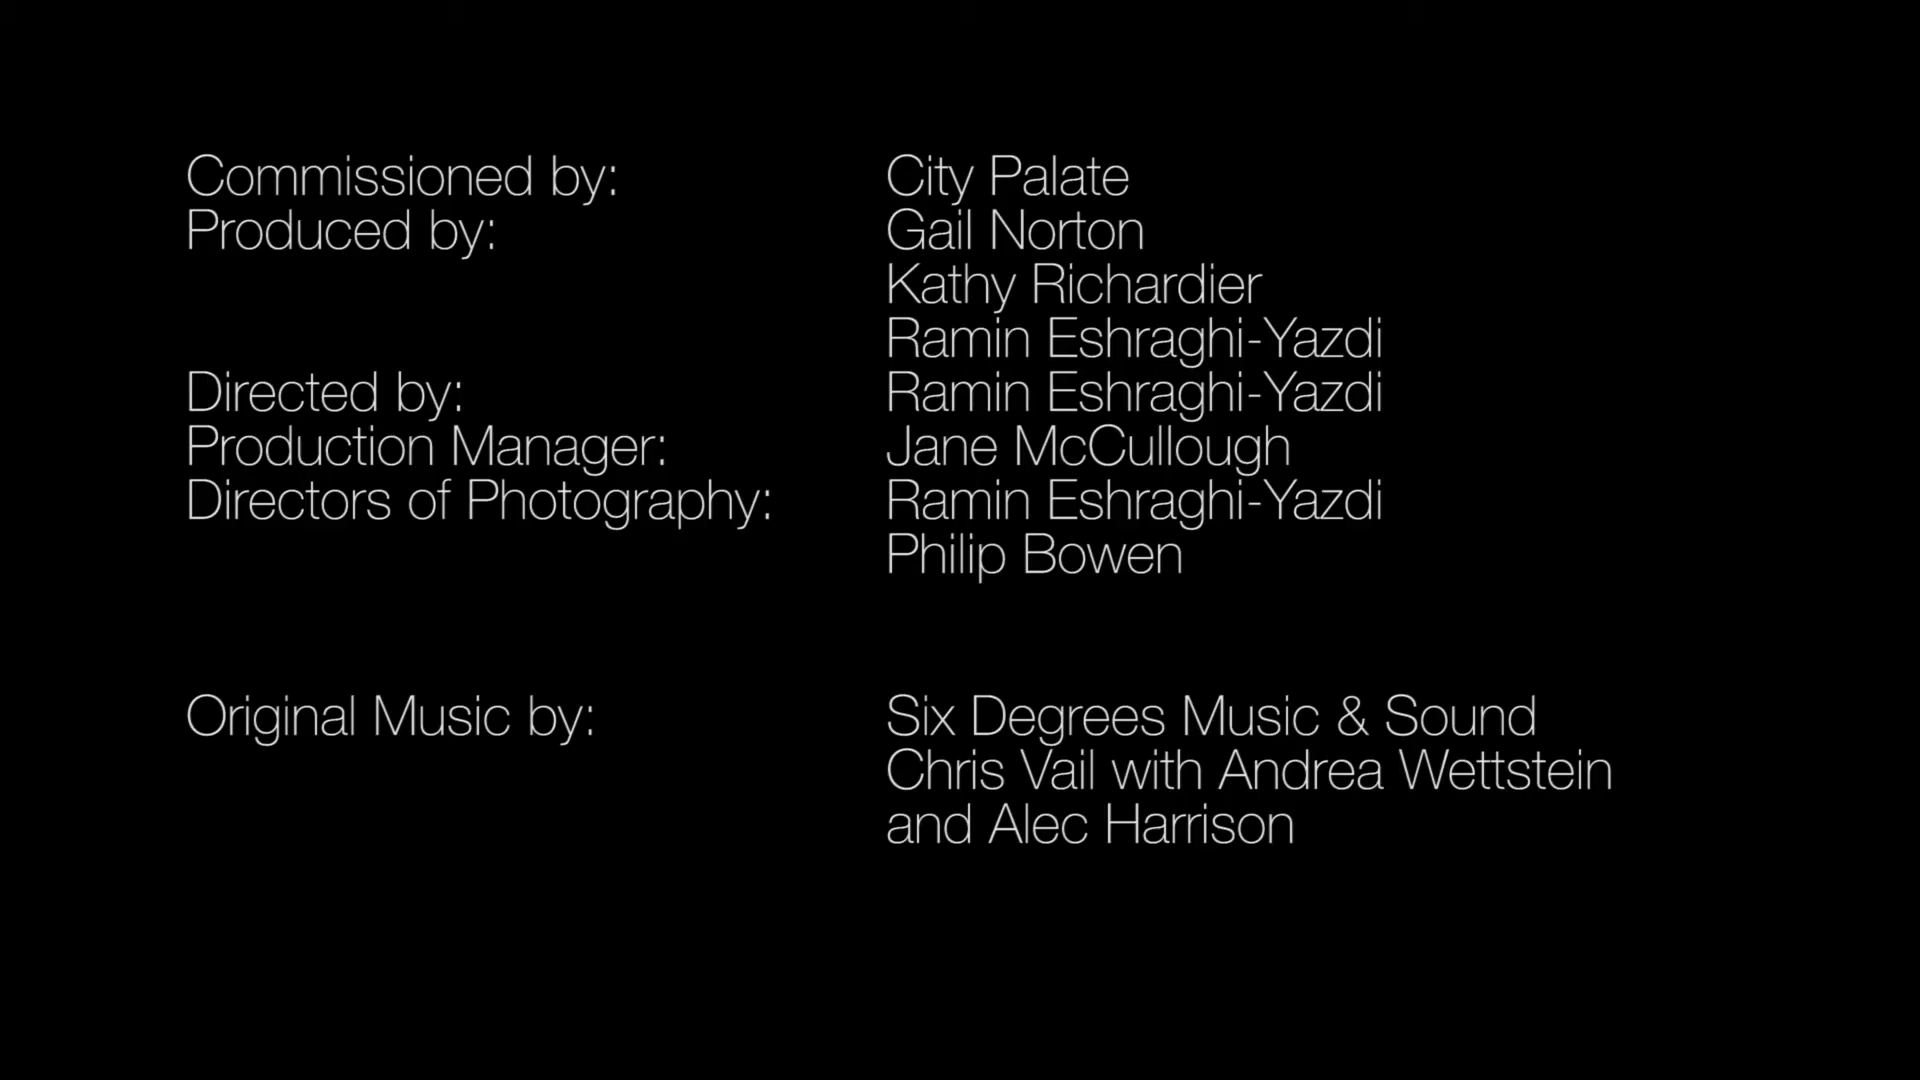 Commissioned by: City Palate
Produced by: Gail Norton
Kathy Richardier
Ramin Eshraghi-Yazdi
Directed by: Ramin Eshraghi-Yazdi
Production Manager: Jane McCullough
Directors of Photography: Ramin Eshraghi-Yazdi
Philip Bowen
Original Music by: Six Degrees Music & Sound
Chris Vail with Andrea Wettstein
and Alec Harrison